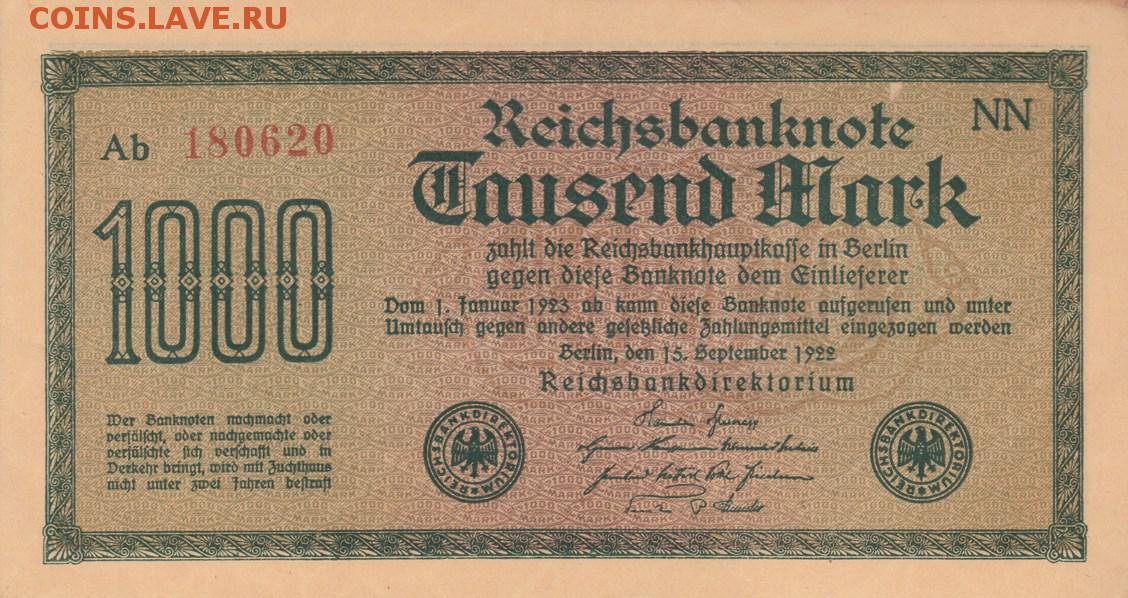 COINS.LAVE.RU
Ab 180620
NN
1000
Reichsbanknote
Tausend Mark
zahlt die Reichsbankhauptkasse in Berlin
gegen diese Banknote dem Einlieferer
Vom 1. Januar 1923 ab kann diese Banknote aufgerufen und unter
Umtausch gegen andere gesetzliche Zahlungsmittel eingezogen werden
Berlin, den 15. September 1922
Reichsbankdirektorium
Wer Banknoten nachmacht oder
verfälscht, oder nachgemachte oder
verfälschte sich verschafft und in
Verkehr bringt, wird mit Zuchthaus
nicht unter zwei Jahren bestraft
REICHSBANKDIREKTORIUM
REICHSBANKDIREKTORIUM